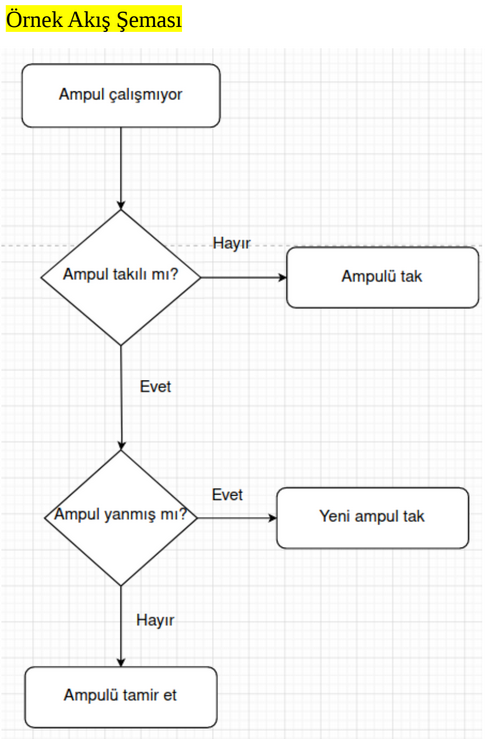 Örnek Akış Şeması
Ampul çalışmıyor
Hayır
Ampul takılı mı?
Ampulü tak
Evet
Evet
Ampul yanmış mı?
Yeni ampul tak
Hayır
Ampulü tamir et